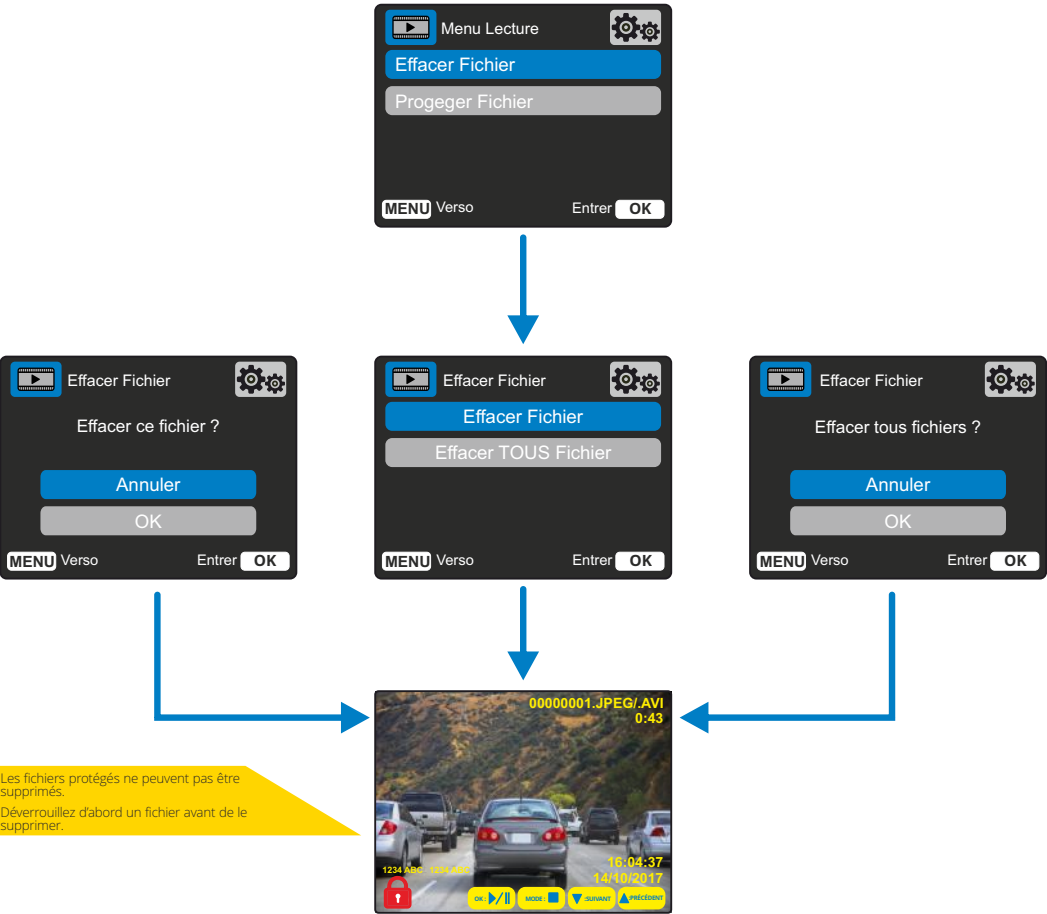 Menu Lecture
Effacer Fichier
Progeger Fichier
MENU Verso
Entrer OK
Effacer Fichier
Effacer ce fichier ?
Annuler
OK
MENU Verso
Entrer OK
Effacer Fichier
Effacer Fichier
Effacer TOUS Fichier
MENU Verso
Entrer OK
Effacer Fichier
Effacer tous fichiers ?
Annuler
OK
MENU Verso
Entrer OK
Les fichiers protégés ne peuvent pas être
supprimés.
Déverrouillez d'abord un fichier avant de le
supprimer.
00000001.JPEG/.AVI
0:43
1234 ABC 1234 ABC
16:04:37
14/10/2017
OK :
MODE :
:SUIVANT
:PRÉCÉDENT